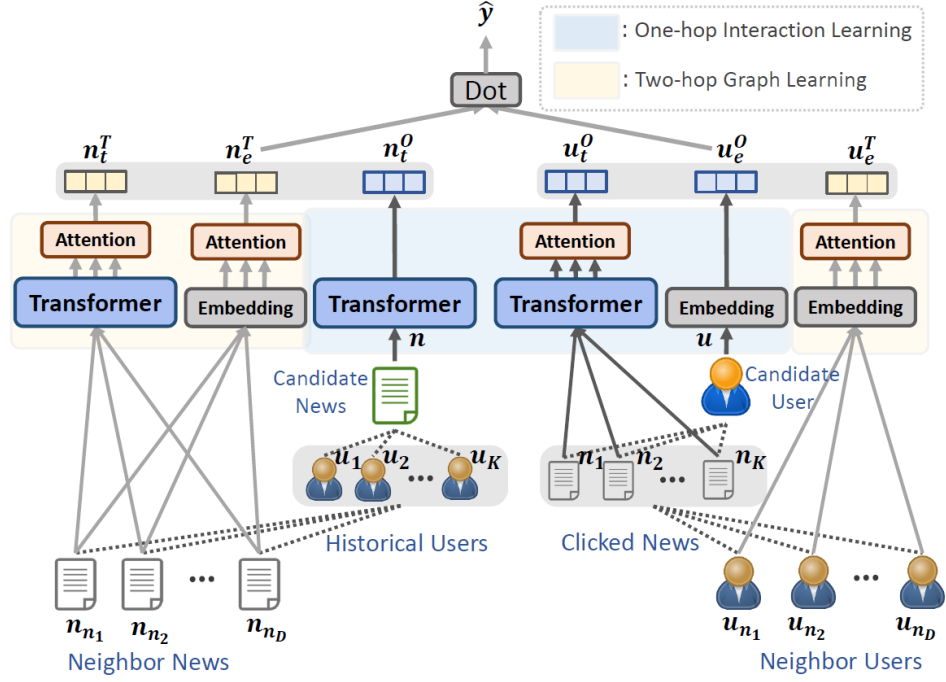 ŷ
: One-hop Interaction Learning
: Two-hop Graph Learning
Dot
n_t^T n_e^T n_t^O u_t^O u_e^O u_e^T
Attention Attention Attention Attention
Transformer Embedding Transformer Transformer Embedding Embedding
n u
Candidate
News
Candidate
User
u_1 u_2 ... u_K
n_1 n_2 ... n_K
Historical Users
Clicked News
n_{n_1} n_{n_2} ... n_{n_D}
u_{n_1} u_{n_2} ... u_{n_D}
Neighbor News
Neighbor Users